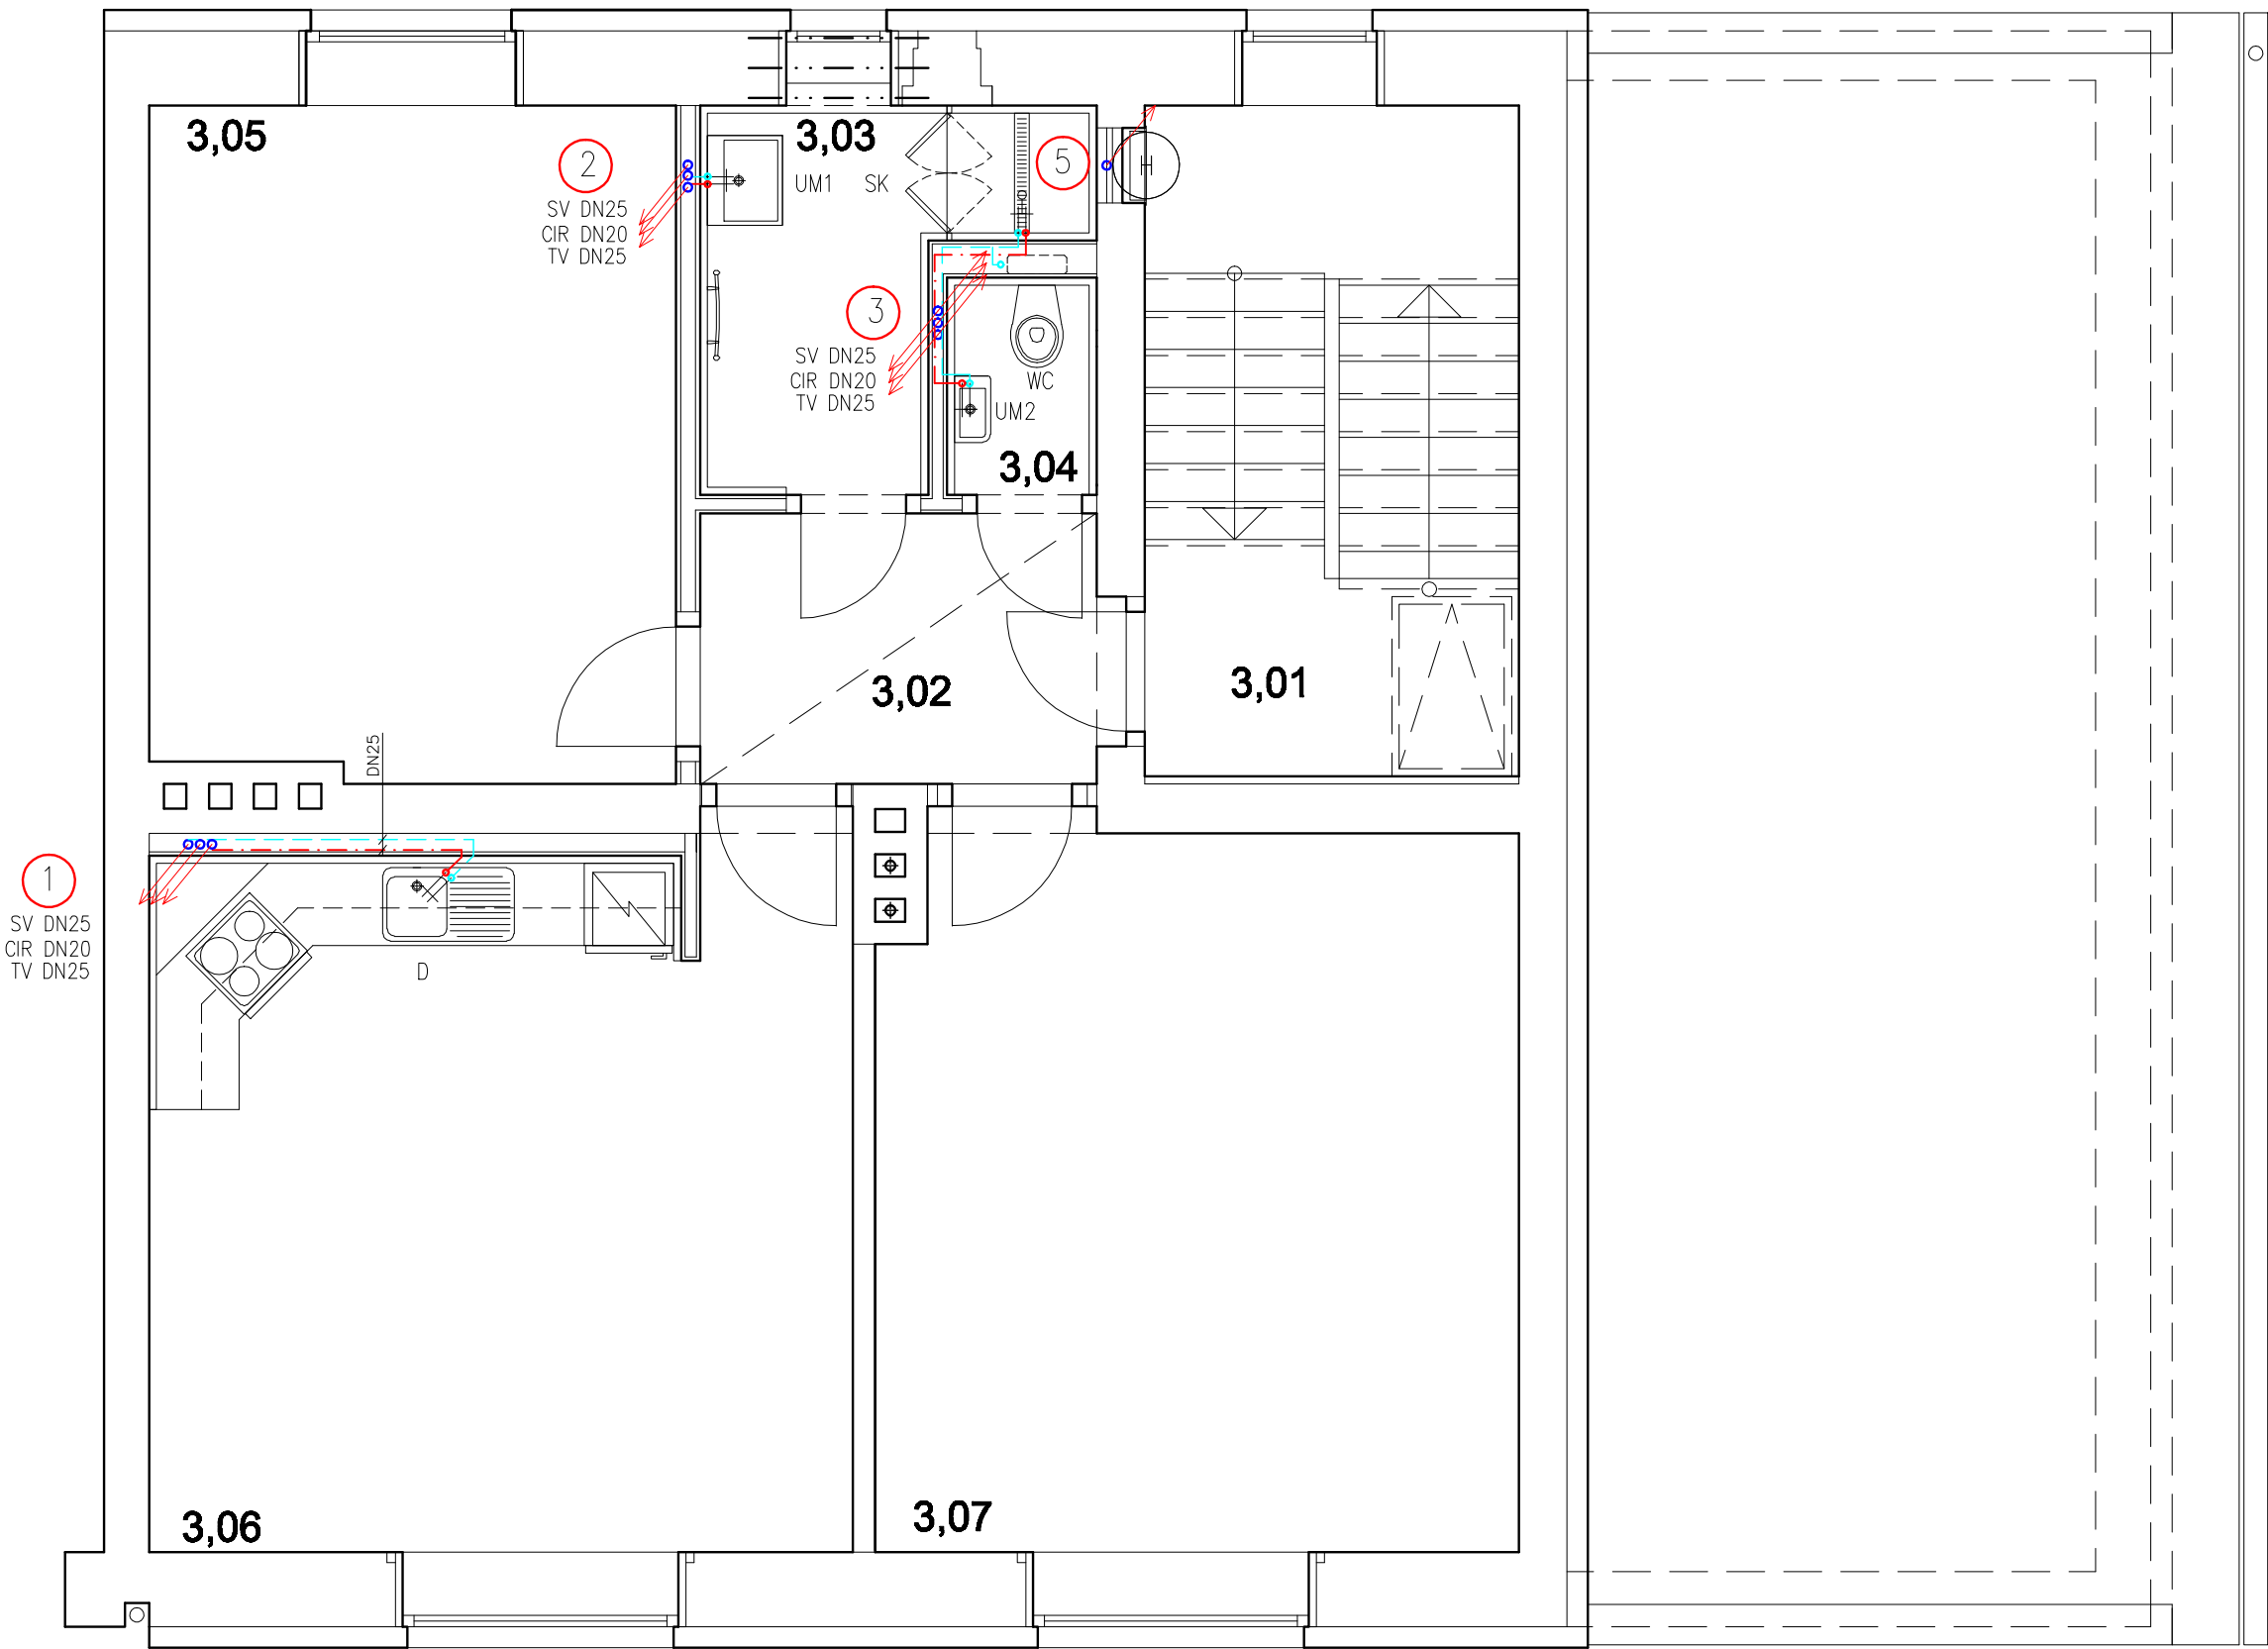 3,05
2
SV DN25
CIR DN20
TV DN25
3,03
UM1
SK
5
H
3
SV DN25
CIR DN20
TV DN25
WC
UM2
3,04
3,02
3,01
DN25
1
SV DN25
CIR DN20
TV DN25
D
3,06
3,07